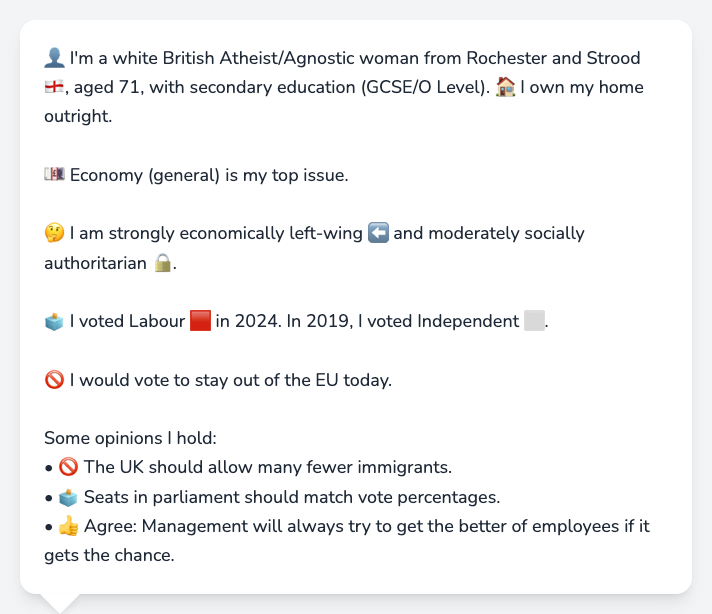 👤 I'm a white British Atheist/Agnostic woman from Rochester and Strood
🏴󠁧󠁢󠁥󠁮󠁧󠁿, aged 71, with secondary education (GCSE/O Level). 🏠 I own my home
outright.
💷 Economy (general) is my top issue.
🤔 I am strongly economically left-wing ⬅️ and moderately socially
authoritarian 🔒.
🗳️ I voted Labour 🟥 in 2024. In 2019, I voted Independent ⬜.
🚫 I would vote to stay out of the EU today.
Some opinions I hold:
• 🚫 The UK should allow many fewer immigrants.
• 🗳️ Seats in parliament should match vote percentages.
• 👍 Agree: Management will always try to get the better of employees if it
gets the chance.